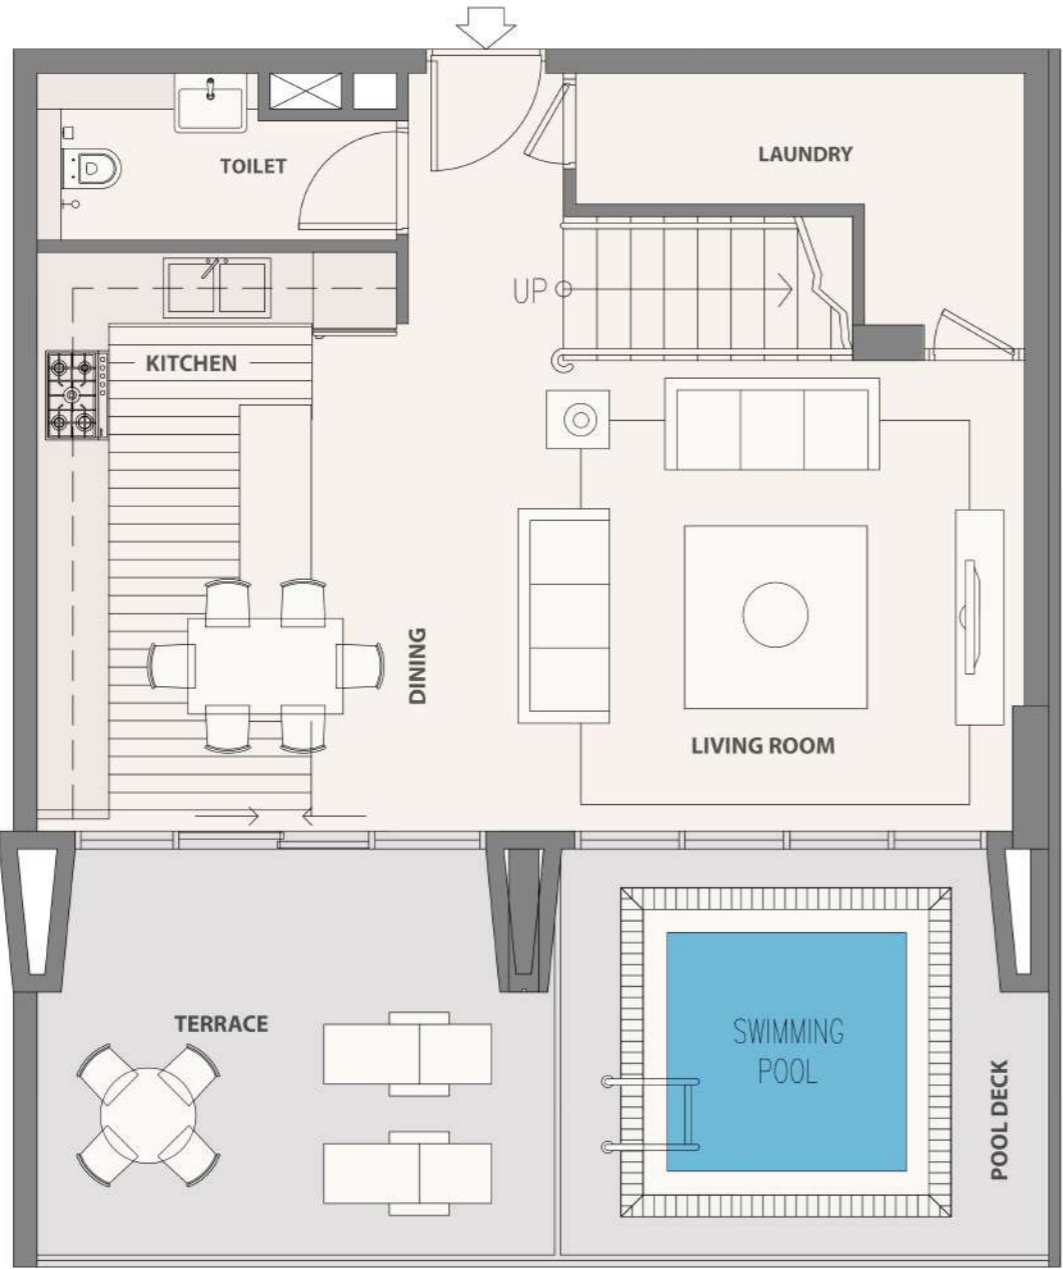 TOILET
LAUNDRY
UP
KITCHEN
DINING
LIVING ROOM
TERRACE
SWIMMING
POOL
POOL DECK